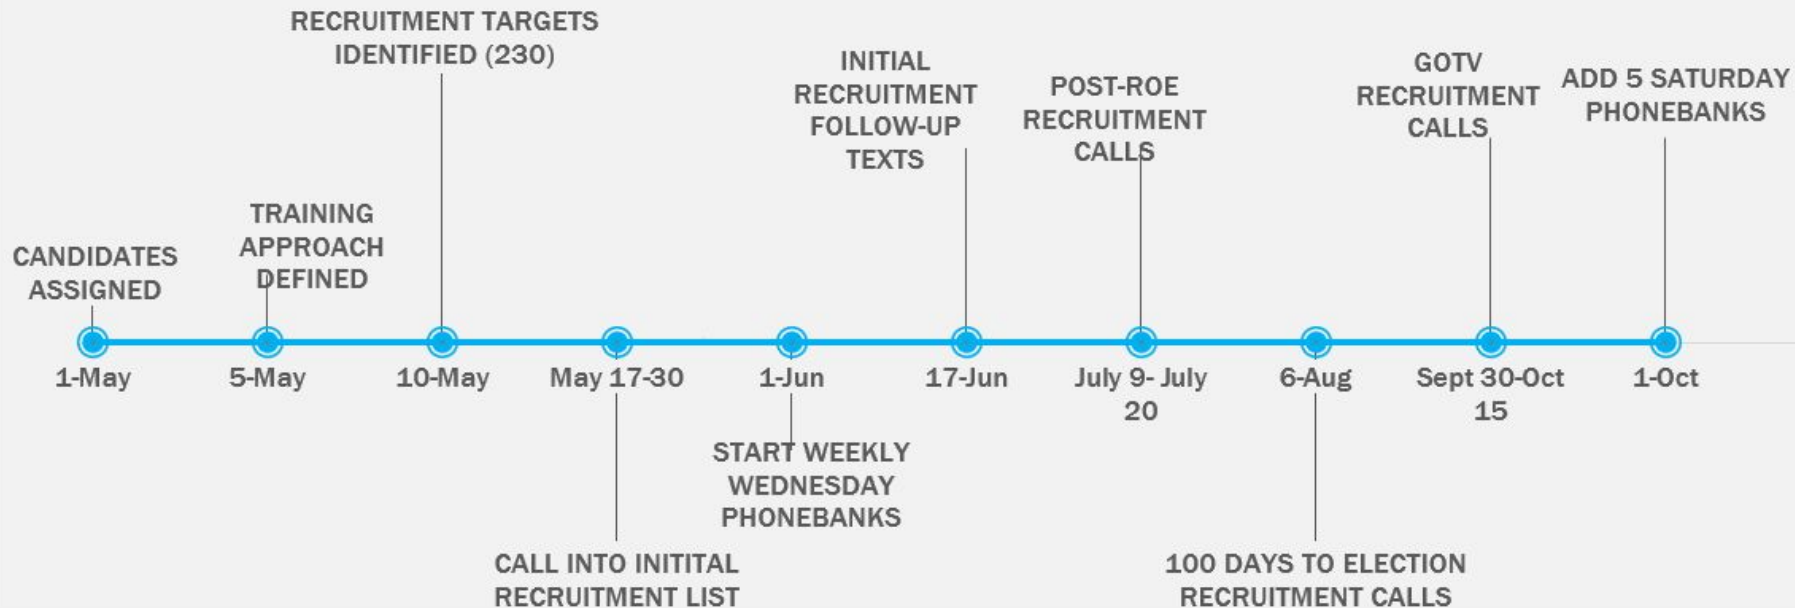 RECRUITMENT TARGETS
IDENTIFIED (230)
INITIAL
RECRUITMENT
FOLLOW-UP
TEXTS
POST-ROE
RECRUITMENT
CALLS
GOTV
RECRUITMENT
CALLS
ADD 5 SATURDAY
PHONEBANKS
TRAINING
APPROACH
DEFINED
CANDIDATES
ASSIGNED
1-May
5-May
10-May
May 17-30
1-Jun
17-Jun
July 9- July
20
6-Aug
Sept 30-Oct
15
1-Oct
START WEEKLY
WEDNESDAY
PHONEBANKS
CALL INTO INITITAL
RECRUITMENT LIST
100 DAYS TO ELECTION
RECRUITMENT CALLS